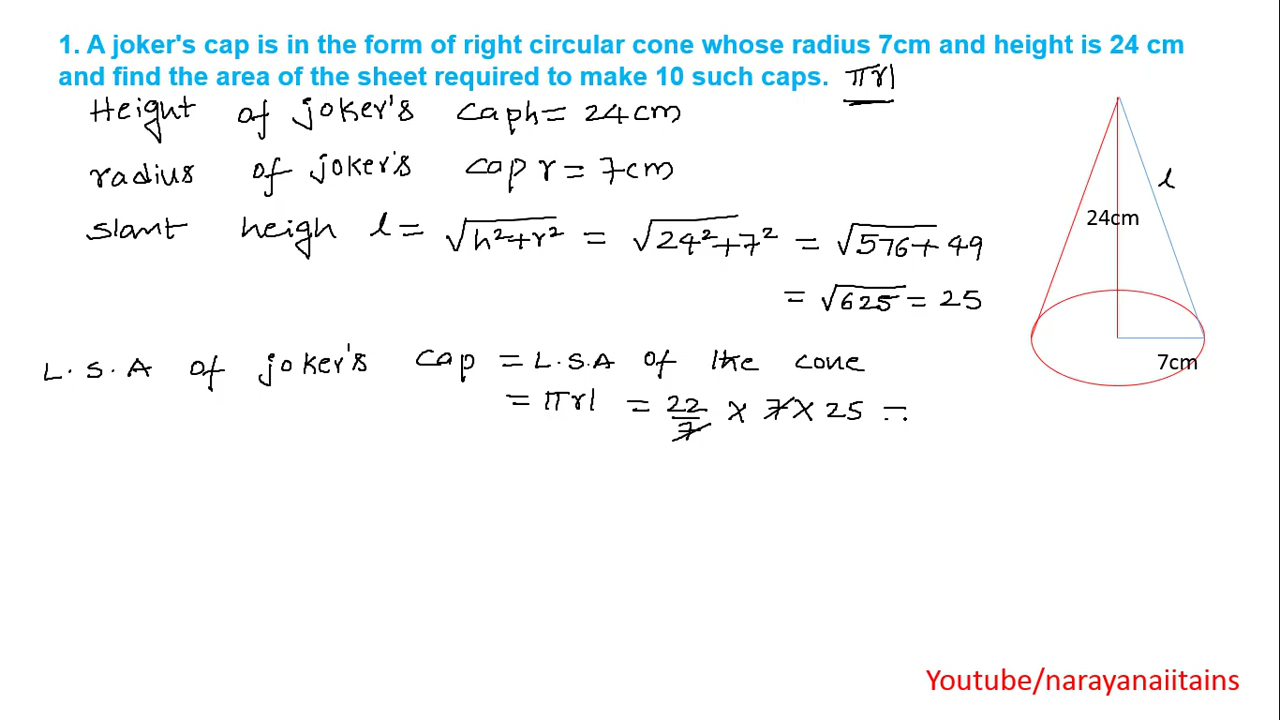 1. A joker's cap is in the form of right circular cone whose radius 7cm and height is 24 cm
and find the area of the sheet required to make 10 such caps. πrl
Height of joker's cap h = 24cm
radius of joker's cap r = 7cm
slant heigh l = √h²+r² = √24²+7² = √576+49
= √625 = 25
L.S.A of joker's cap = L.S.A of the cone
= πrl = 22/7 × 7 × 25 =
l
24cm
7cm
Youtube/narayanaiitains